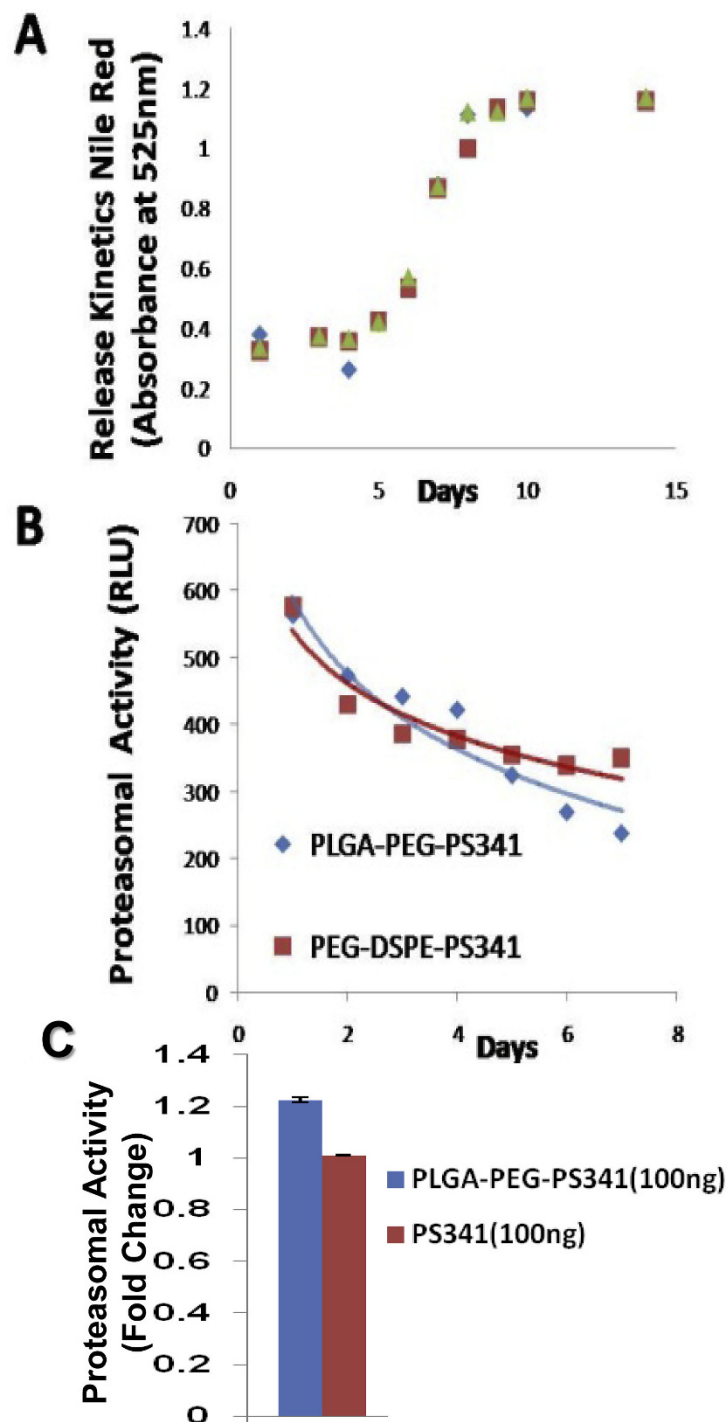 A
Release Kinetics Nile Red
(Absorbance at 525nm)
1.4
1.2
1
0.8
0.6
0.4
0.2
0
0 5 10 15
Days
B
Proteasomal Activity (RLU)
700
600
500
400
300
200
100
0
PLGA-PEG-PS341
PEG-DSPE-PS341
0 2 4 6 8
Days
C
Proteasomal Activity
(Fold Change)
1.4
1.2
1
0.8
0.6
0.4
0.2
0
PLGA-PEG-PS341(100ng)
PS341(100ng)